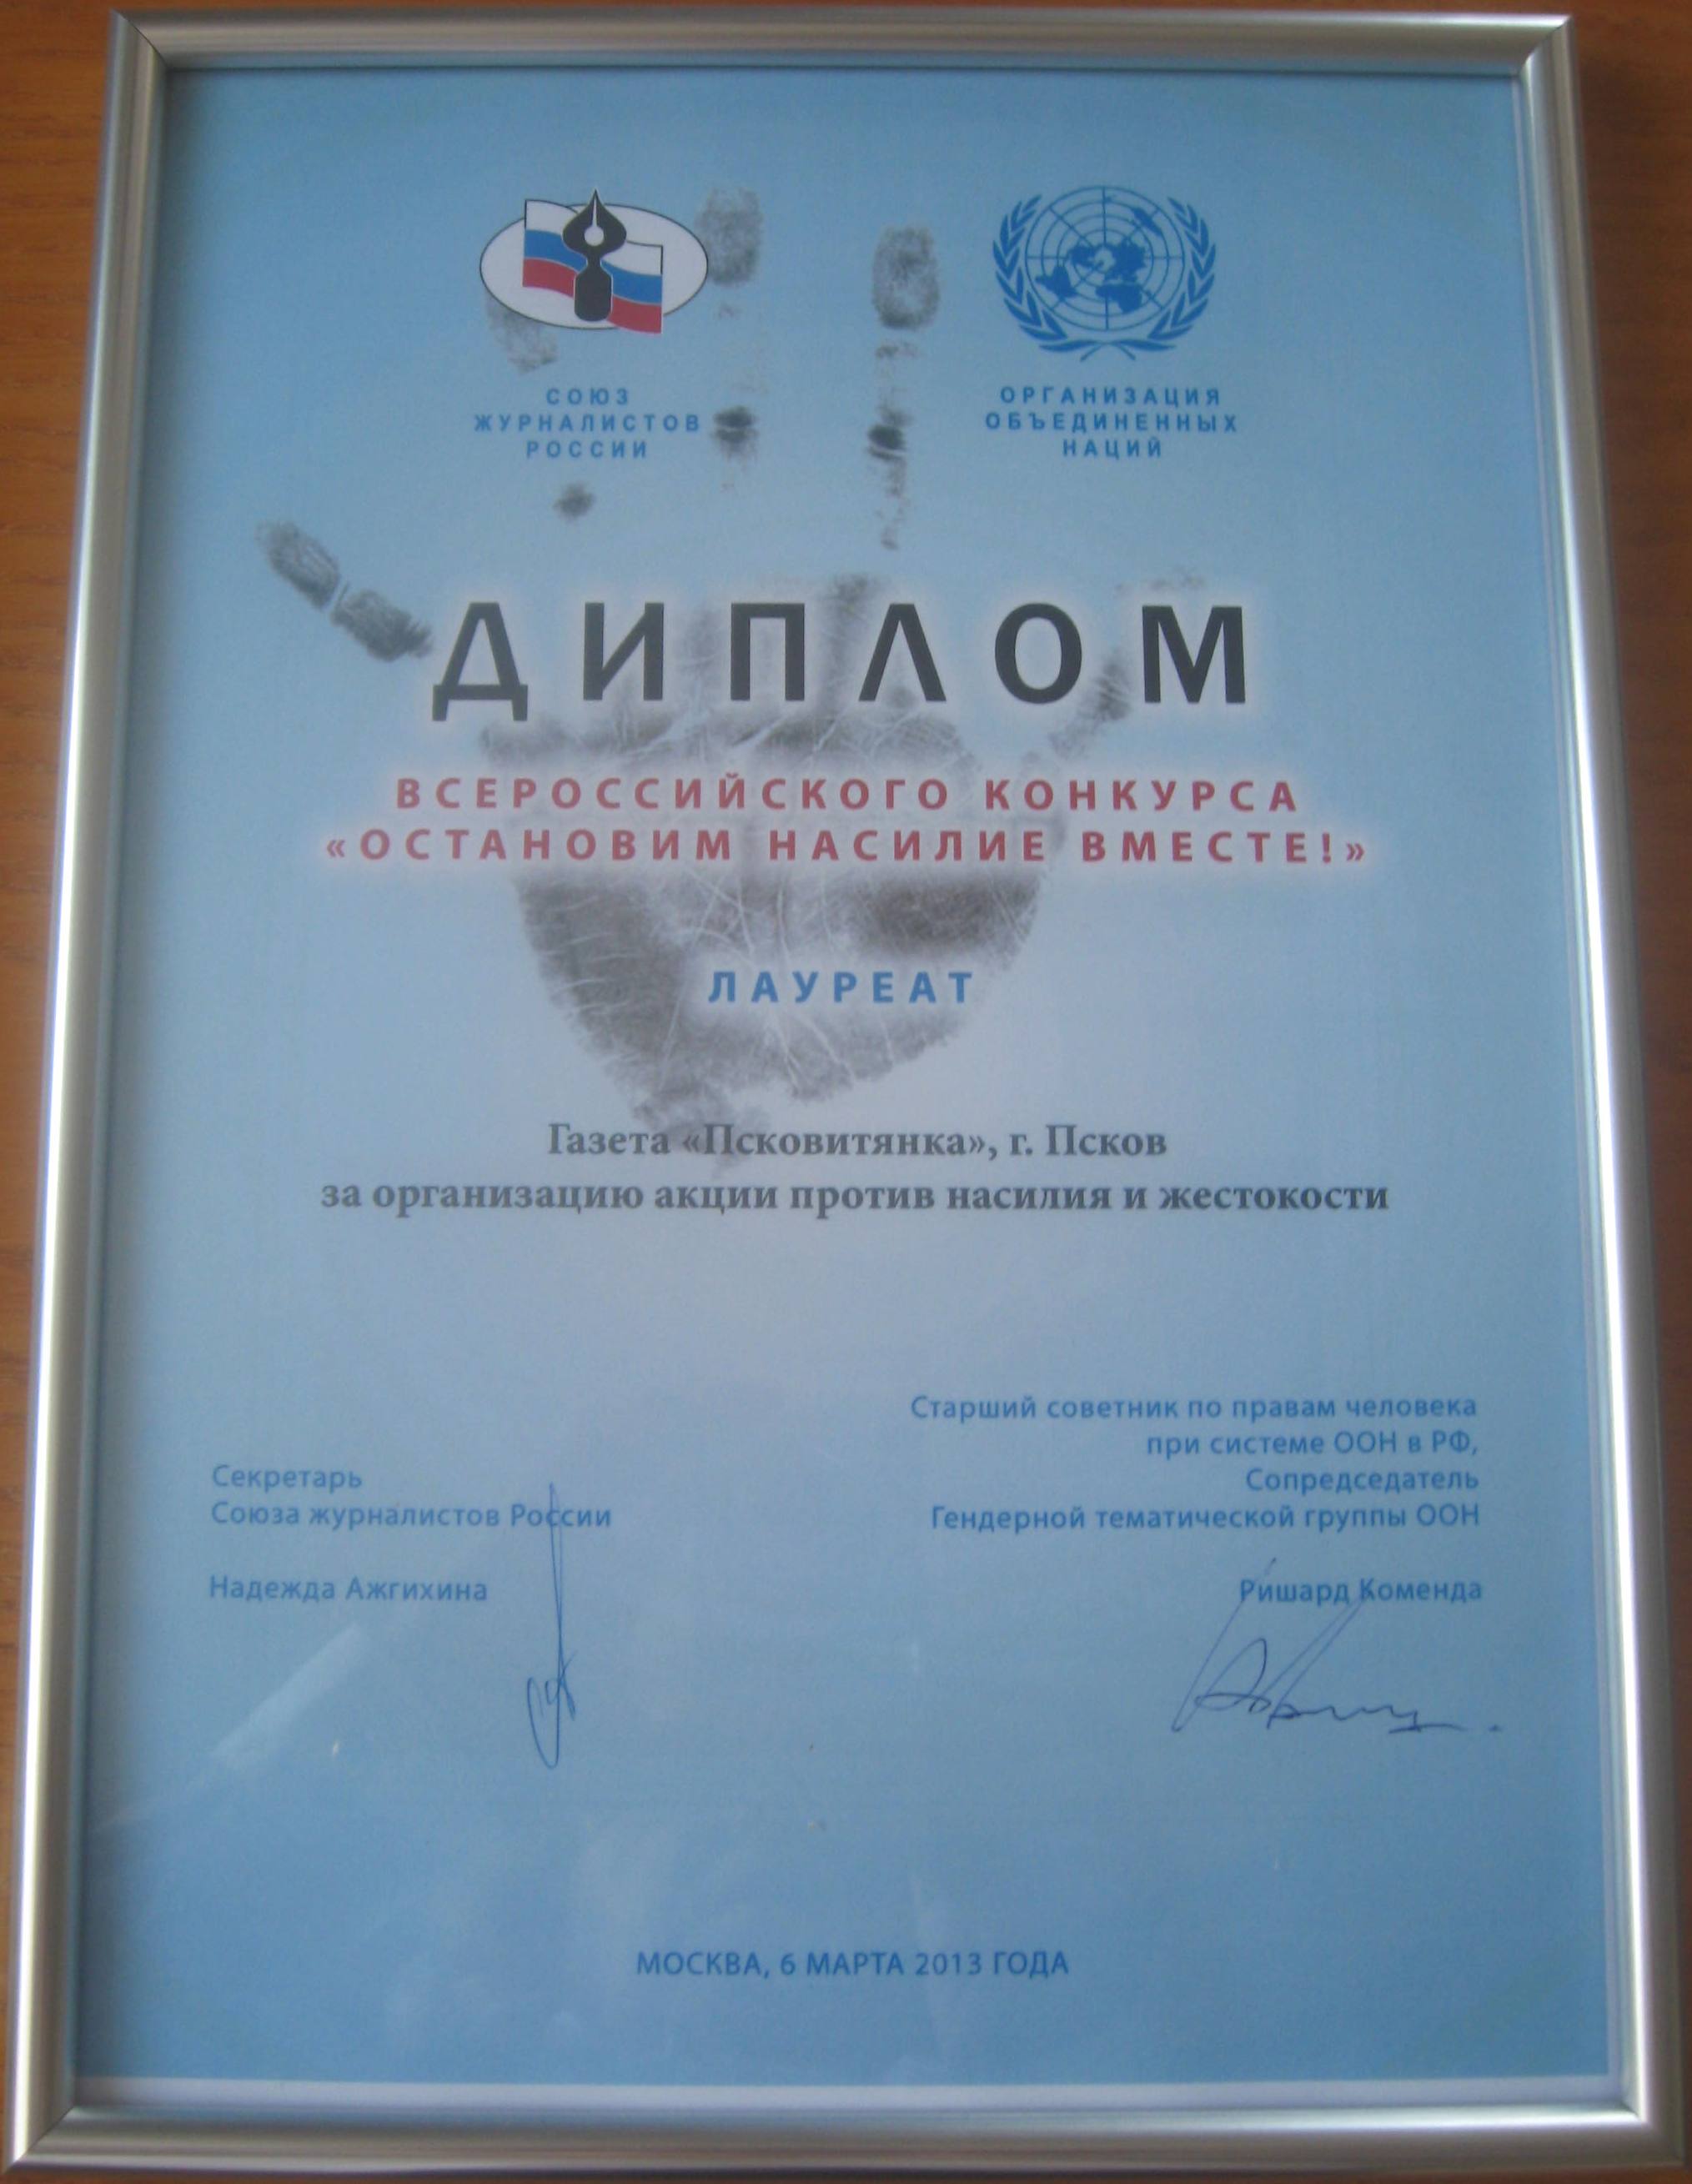 СОЮЗ
ЖУРНАЛИСТОВ
РОССИИ
ОРГАНИЗАЦИЯ
ОБЪЕДИНЕННЫХ
НАЦИЙ
ДИПЛОМ
ВСЕРОССИЙСКОГО КОНКУРСА
«ОСТАНОВИМ НАСИЛИЕ ВМЕСТЕ!»
ЛАУРЕАТ
Газета «Псковитянка», г. Псков
за организацию акции против насилия и жестокости
Секретарь
Союза журналистов России
Надежда Ажгихина
Старший советник по правам человека
при системе ООН в РФ,
Сопредседатель
Гендерной тематической группы ООН
Ришард Коменда
МОСКВА, 6 МАРТА 2013 ГОДА